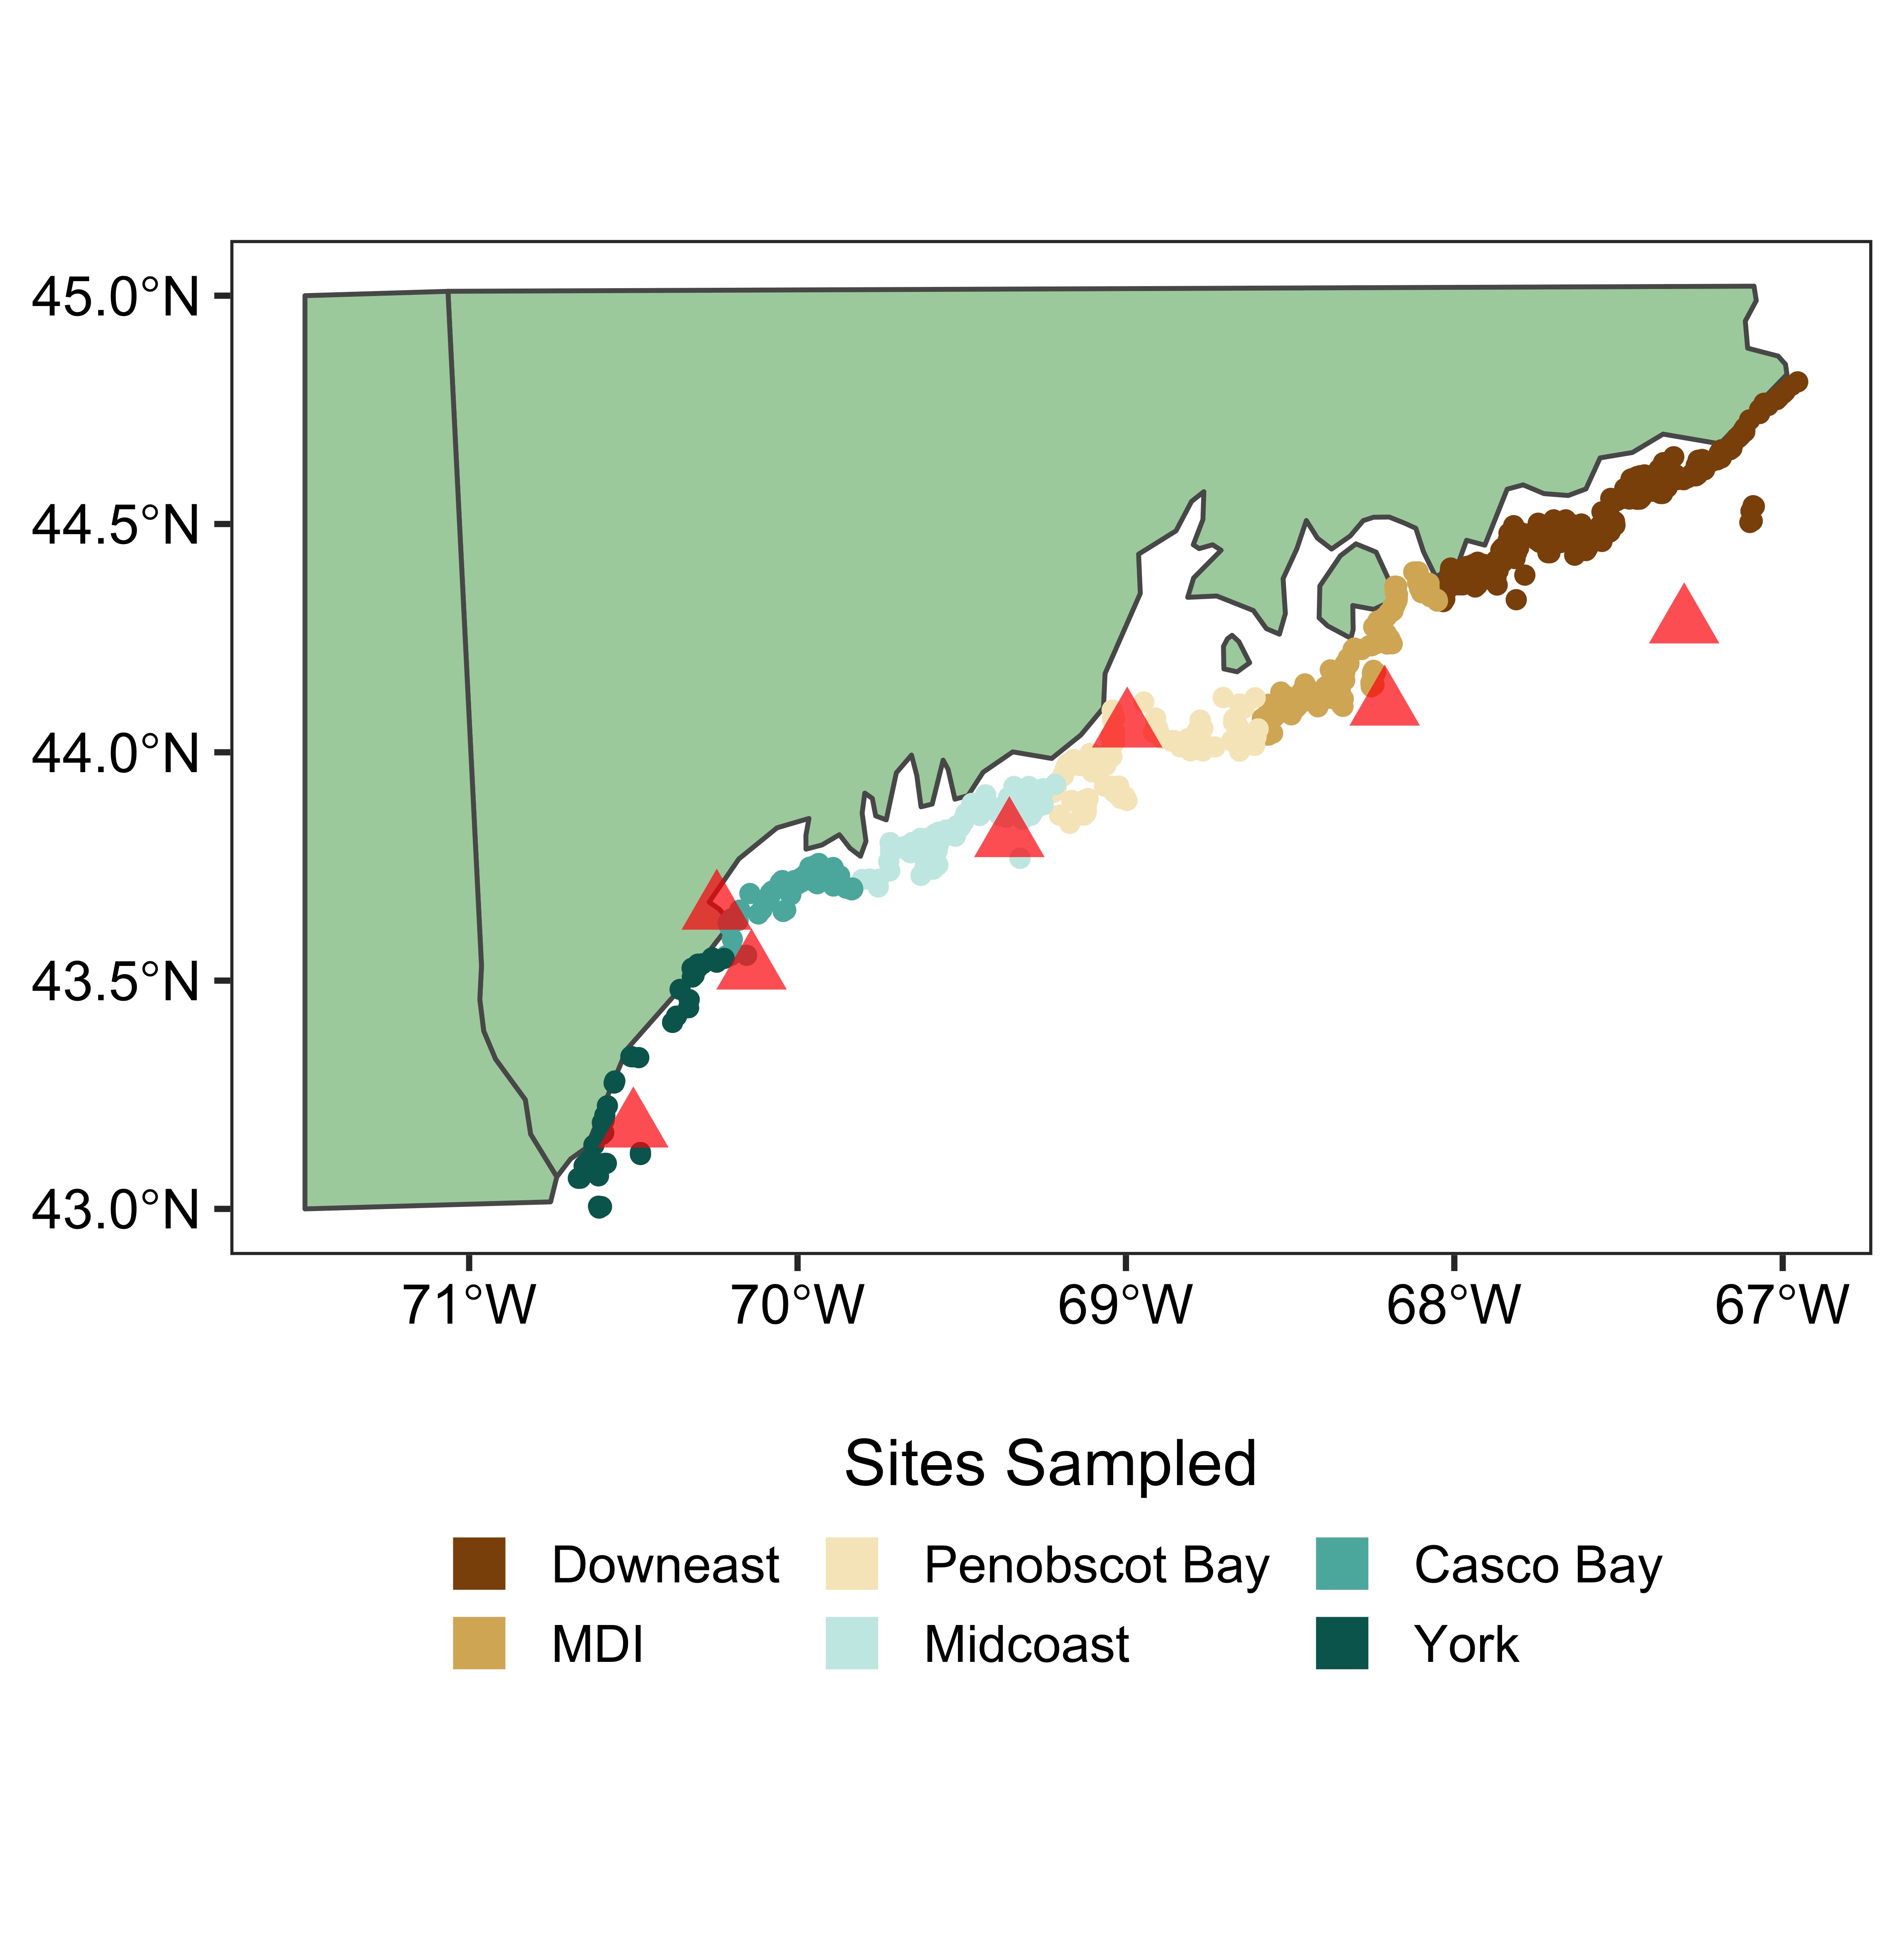 45.0°N
44.5°N
44.0°N
43.5°N
43.0°N
71°W 70°W 69°W 68°W 67°W
Sites Sampled
Downeast Penobscot Bay Casco Bay
MDI Midcoast York